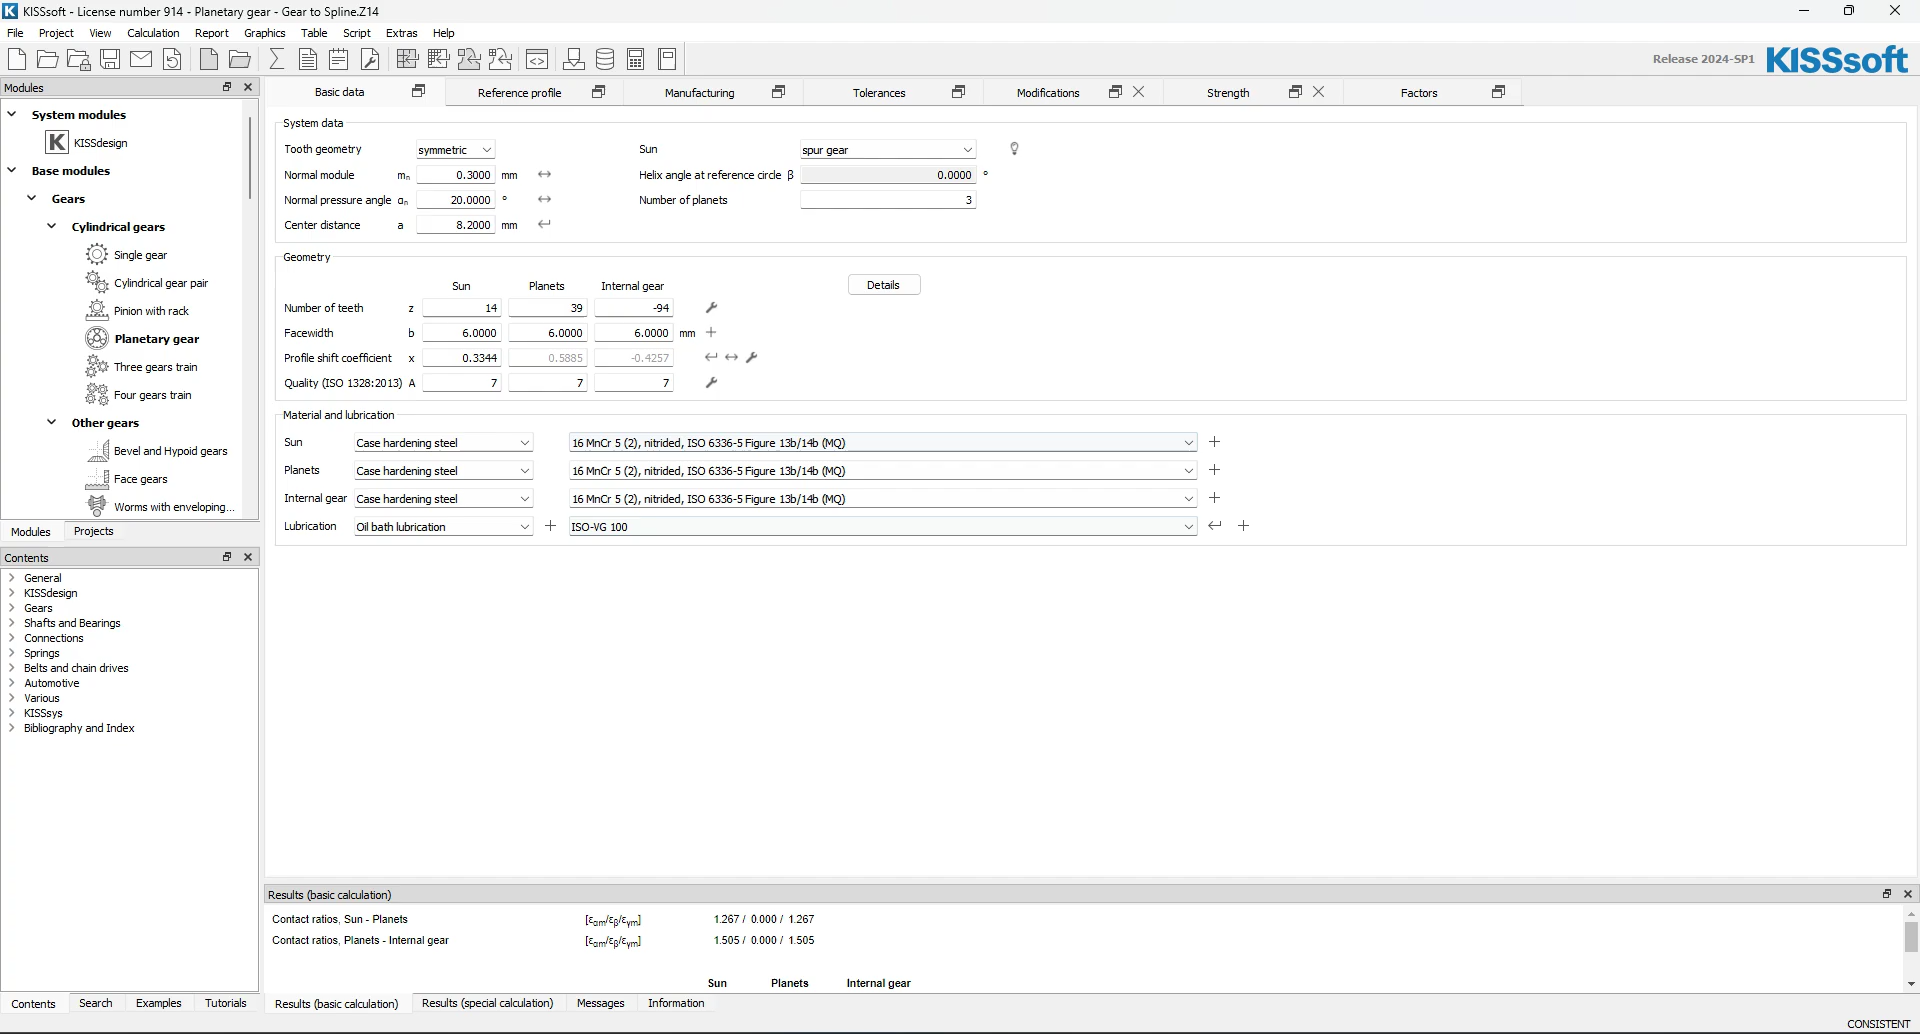 KISSsoft - License number 914 - Planetary gear - Gear to Spline.Z14
File Project View Calculation Report Graphics Table Script Extras Help
Release 2024-SP1 KISSsoft
Modules
System modules
KISSdesign
Base modules
Gears
Cylindrical gears
Single gear
Cylindrical gear pair
Pinion with rack
Planetary gear
Three gears train
Four gears train
Other gears
Bevel and Hypoid gears
Face gears
Worms with enveloping...
Modules Projects
Contents
General
KISSdesign
Gears
Shafts and Bearings
Connections
Springs
Belts and chain drives
Automotive
Various
KISSsys
Bibliography and Index
Contents Search Examples Tutorials
Basic data Reference profile Manufacturing Tolerances Modifications Strength Factors
System data
Tooth geometry symmetric Sun spur gear
Normal module mn 0.3000 mm Helix angle at reference circle β 0.0000 °
Normal pressure angle αn 20.0000 ° Number of planets 3
Center distance a 8.2000 mm
Geometry
Sun Planets Internal gear Details
Number of teeth z 14 39 -94
Facewidth b 6.0000 6.0000 6.0000 mm
Profile shift coefficient x 0.3344 0.5885 -0.4257
Quality (ISO 1328:2013) A 7 7 7
Material and lubrication
Sun Case hardening steel 16 MnCr 5 (2), nitrided, ISO 6336-5 Figure 13b/14b (MQ)
Planets Case hardening steel 16 MnCr 5 (2), nitrided, ISO 6336-5 Figure 13b/14b (MQ)
Internal gear Case hardening steel 16 MnCr 5 (2), nitrided, ISO 6336-5 Figure 13b/14b (MQ)
Lubrication Oil bath lubrication ISO-VG 100
Results (basic calculation)
Contact ratios, Sun - Planets [εαm/εβ/εγm] 1.267 / 0.000 / 1.267
Contact ratios, Planets - Internal gear [εαm/εβ/εγm] 1.505 / 0.000 / 1.505
Sun Planets Internal gear
Results (basic calculation) Results (special calculation) Messages Information
CONSISTENT